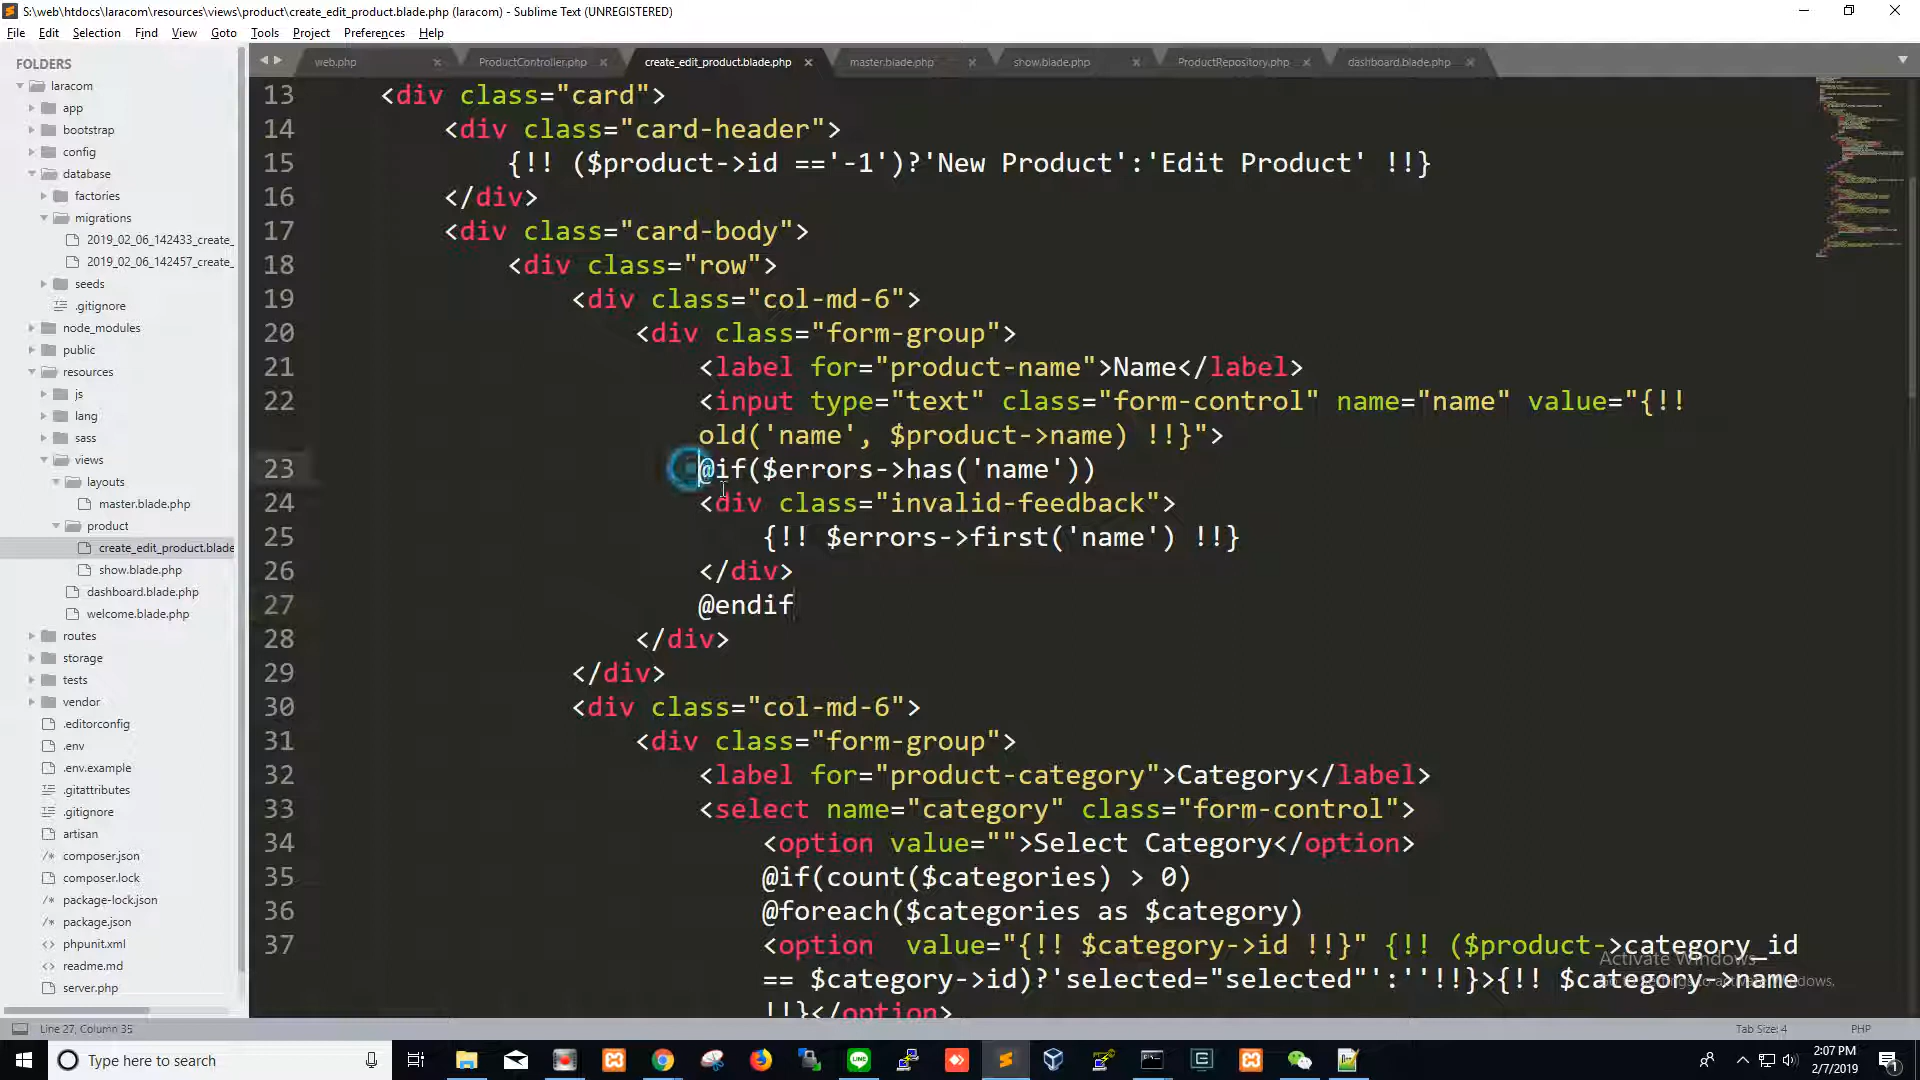 S:\web\htdocs\laracom\resources\views\product\create_edit_product.blade.php (laracom) - Sublime Text (UNREGISTERED)
File Edit Selection Find View Goto Tools Project Preferences Help
FOLDERS
laracom
app
bootstrap
config
database
factories
migrations
2019_02_06_142433_create_
2019_02_06_142457_create_
seeds
.gitignore
node_modules
public
resources
js
lang
sass
views
layouts
master.blade.php
product
create_edit_product.blade
show.blade.php
dashboard.blade.php
welcome.blade.php
routes
storage
tests
vendor
.editorconfig
.env
.env.example
.gitattributes
.gitignore
artisan
composer.json
composer.lock
package-lock.json
package.json
phpunit.xml
readme.md
server.php
web.php ProductController.php create_edit_product.blade.php master.blade.php show.blade.php ProductRepository.php dashboard.blade.php
13 <div class="card">
14 <div class="card-header">
15 {!! ($product->id =='-1')?'New Product':'Edit Product' !!}
16 </div>
17 <div class="card-body">
18 <div class="row">
19 <div class="col-md-6">
20 <div class="form-group">
21 <label for="product-name">Name</label>
22 <input type="text" class="form-control" name="name" value="{!!
old('name', $product->name) !!}">
23 @if($errors->has('name'))
24 <div class="invalid-feedback">
25 {!! $errors->first('name') !!}
26 </div>
27 @endif
28 </div>
29 </div>
30 <div class="col-md-6">
31 <div class="form-group">
32 <label for="product-category">Category</label>
33 <select name="category" class="form-control">
34 <option value="">Select Category</option>
35 @if(count($categories) > 0)
36 @foreach($categories as $category)
37 <option  value="{!! $category->id !!}" {!! ($product->category_id
== $category->id)?'selected="selected"':''!!}>{!! $category->name
!!}</option>
Activate Windows
Go to Settings to activate Windows.
Line 27, Column 35 Tab Size: 4 PHP
Type here to search
2:07 PM
2/7/2019
1